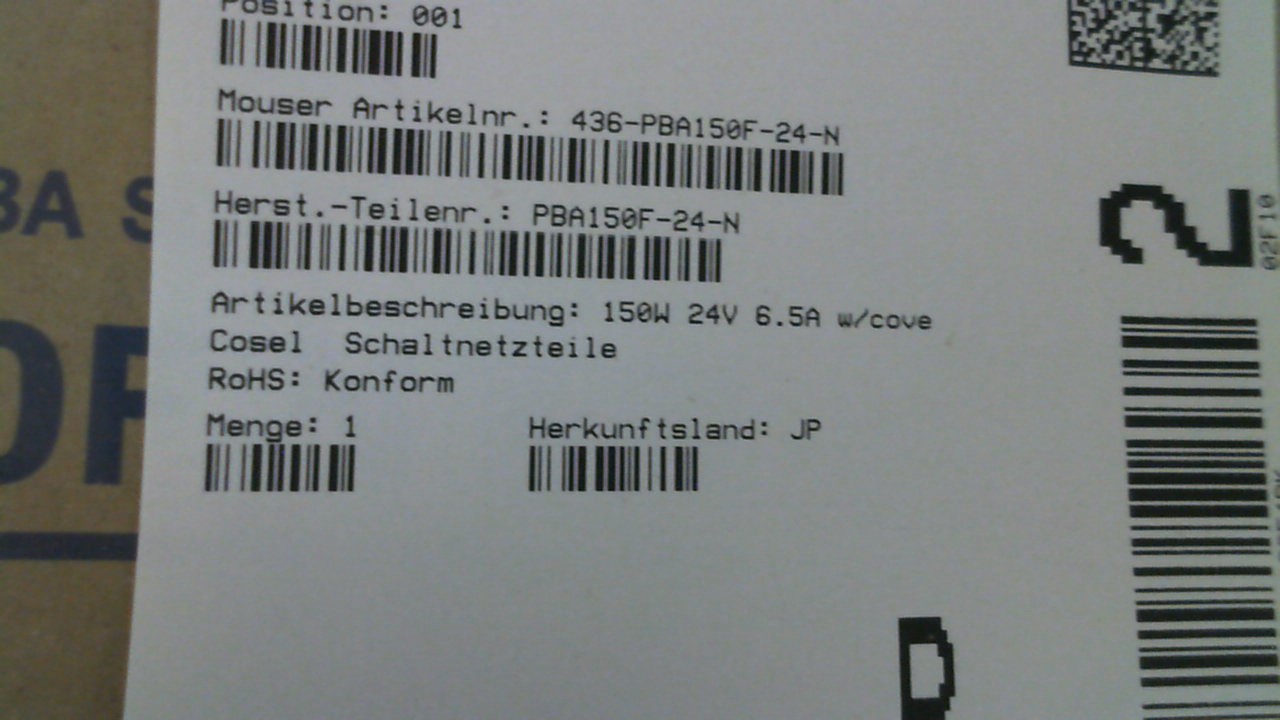 Position: 001
Mouser Artikelnr.: 436-PBA150F-24-N
Herst.-Teilenr.: PBA150F-24-N
Artikelbeschreibung: 150W 24V 6.5A w/cove
Cosel Schaltnetzteile
RoHS: Konform
Menge: 1 Herkunftsland: JP
2
02F10
D